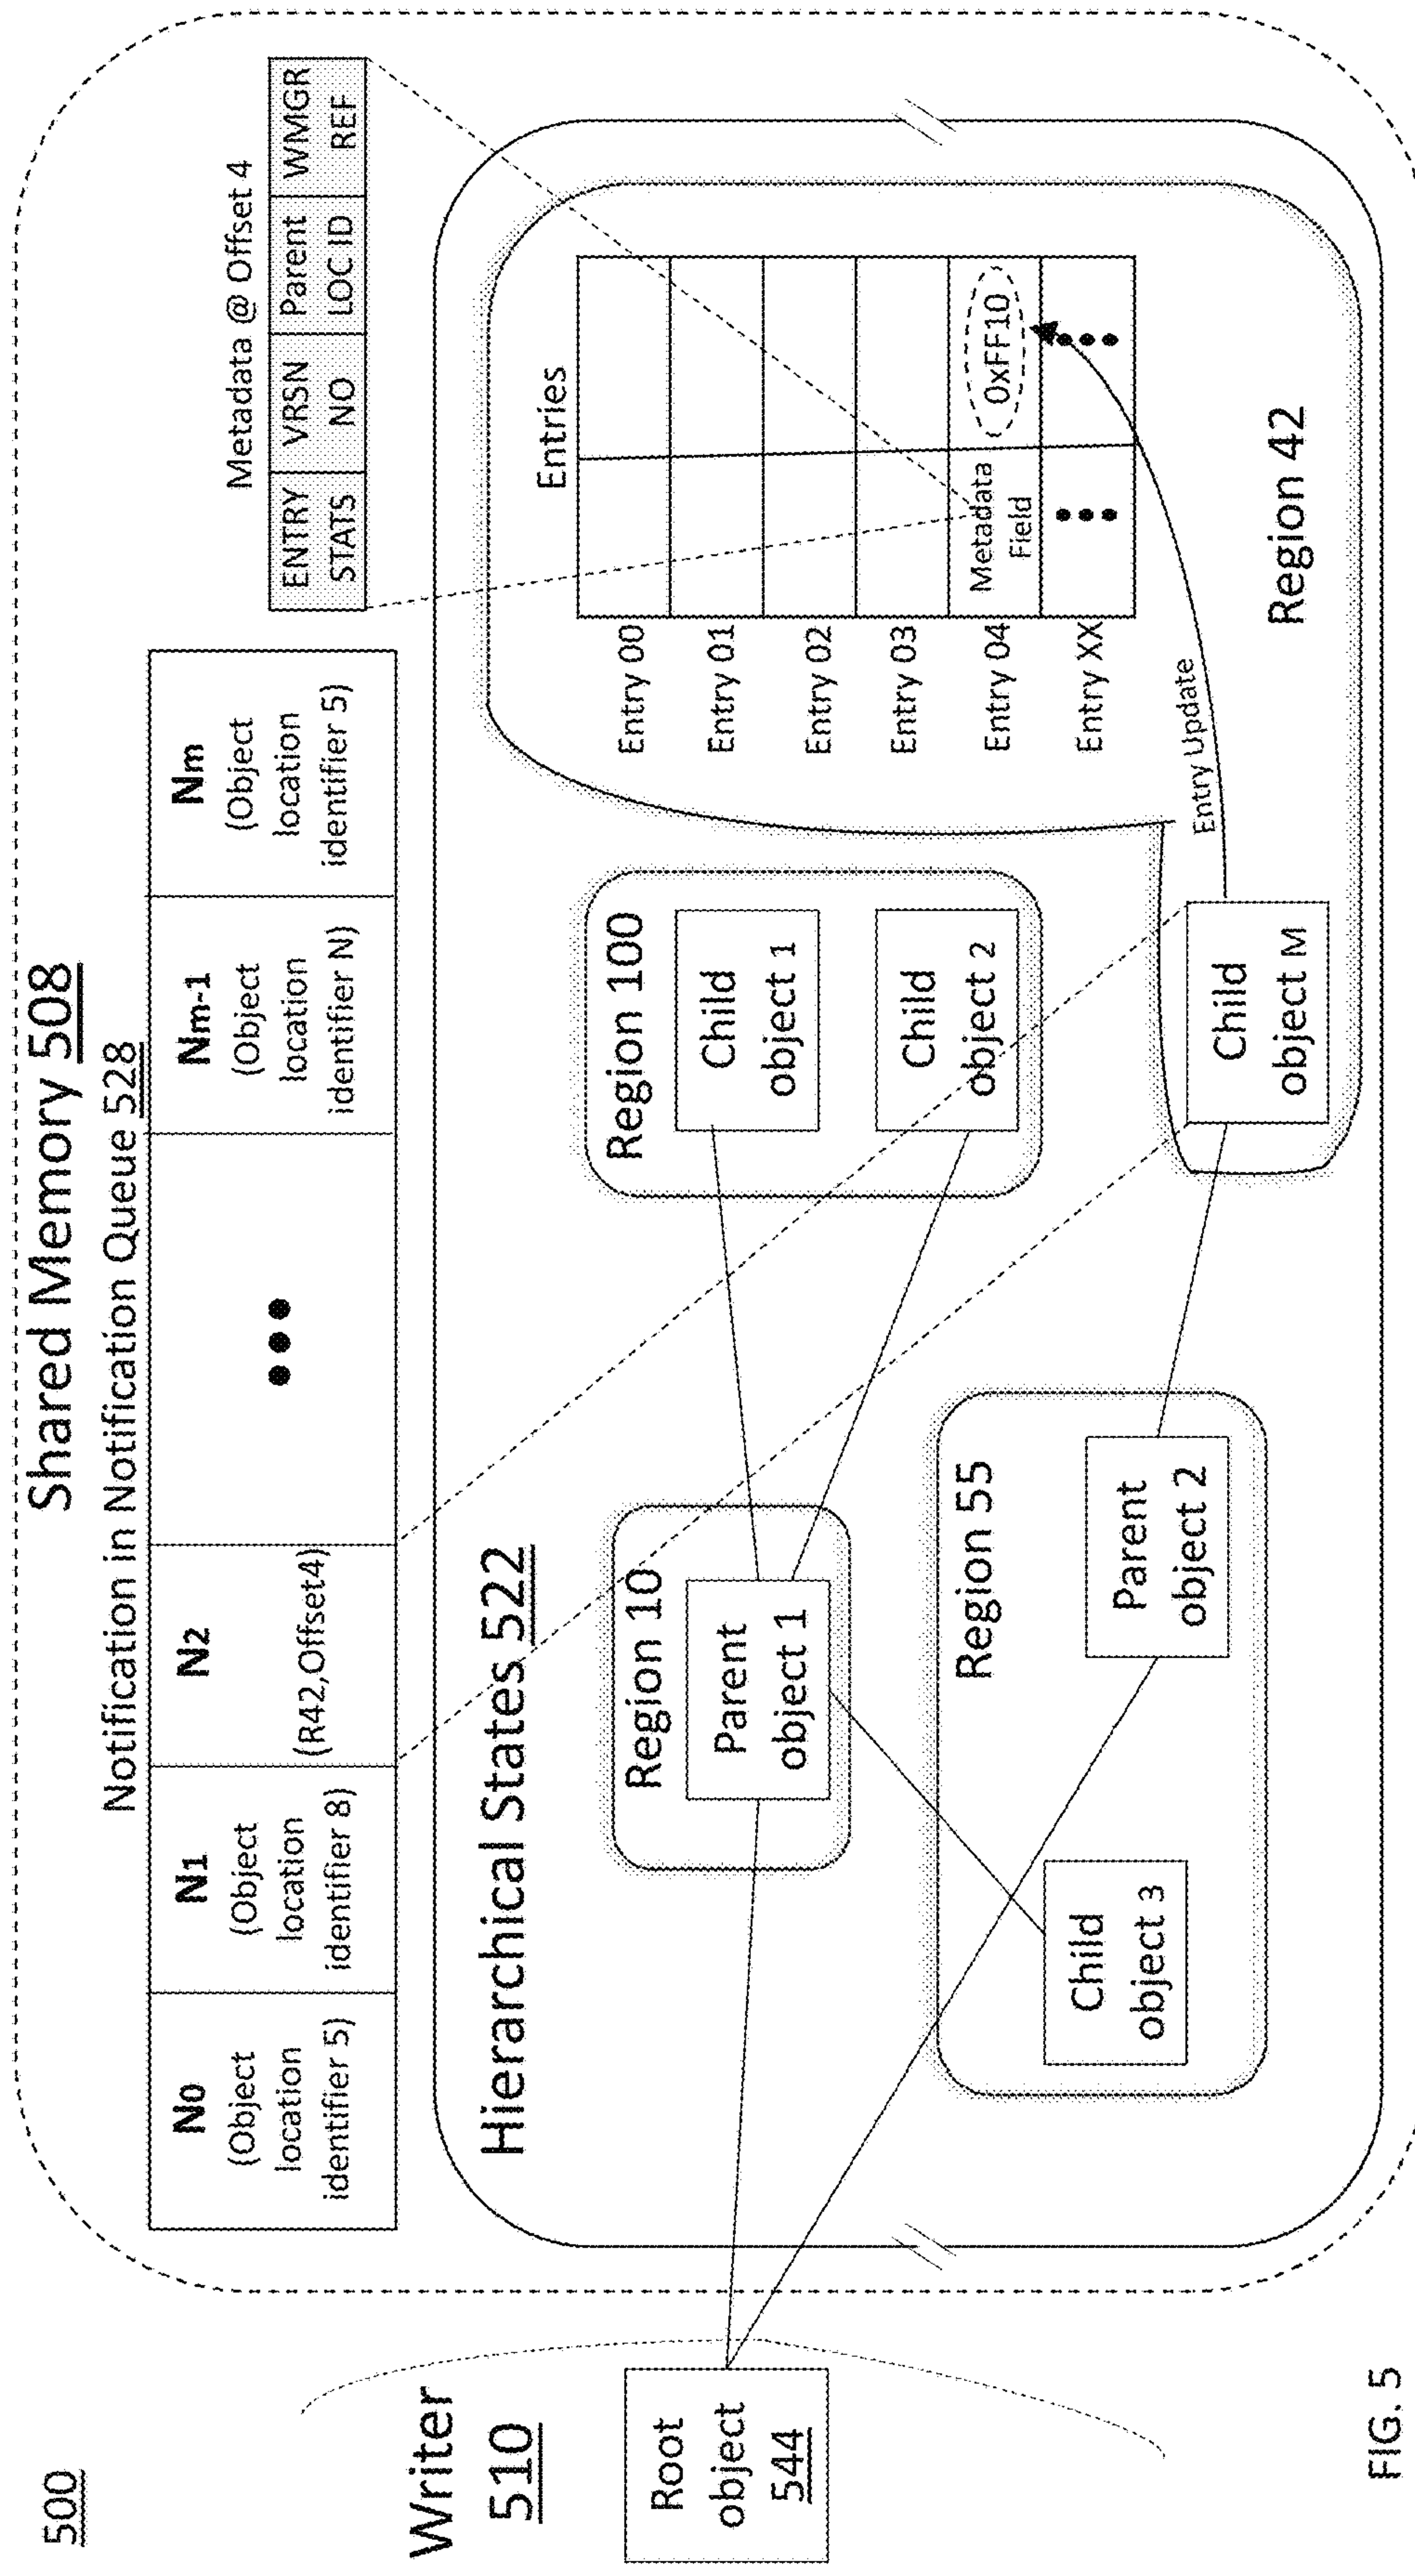 500
Shared Memory 508
Notification in Notification Queue 528
N0
(Object
location
identifier 5)
N1
(Object
location
identifier 8)
N2
(R42,Offset4)
•••
Nm-1
(Object
location
identifier N)
Nm
(Object
location
identifier 5)
Metadata @ Offset 4
ENTRY
STATS
VRSN
NO
Parent
LOC ID
WMGR
REF
Writer
510
Root
object
544
Hierarchical States 522
Region 10
Parent
object 1
Region 55
Child
object 3
Parent
object 2
Region 100
Child
object 1
Child
object 2
Child
object M
Entry Update
Entries
Entry 00
Entry 01
Entry 02
Entry 03
Entry 04
Metadata
Field
0xFF10
Entry XX
•••
•••
Region 42
FIG. 5